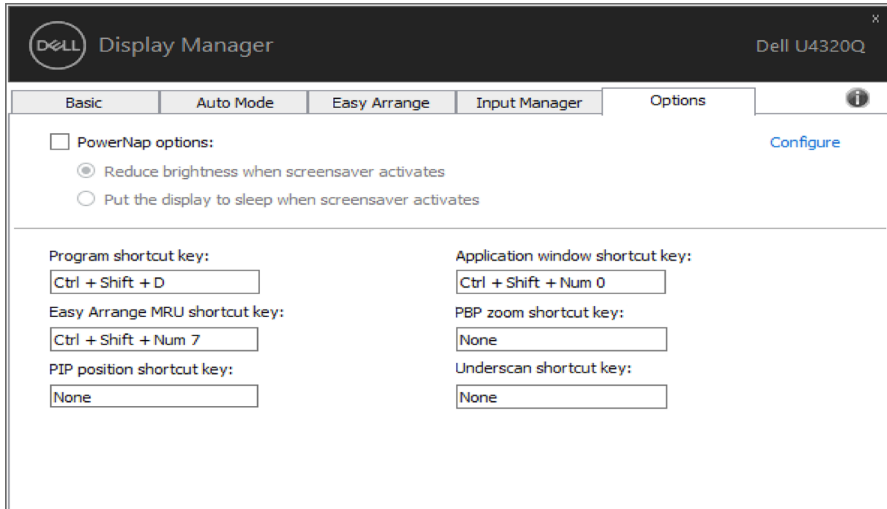 x
DELL Display Manager
Dell U4320Q
Basic Auto Mode Easy Arrange Input Manager Options
PowerNap options: Configure
Reduce brightness when screensaver activates
Put the display to sleep when screensaver activates
Program shortcut key: Application window shortcut key:
Ctrl + Shift + D Ctrl + Shift + Num 0
Easy Arrange MRU shortcut key: PBP zoom shortcut key:
Ctrl + Shift + Num 7 None
PIP position shortcut key: Underscan shortcut key:
None None